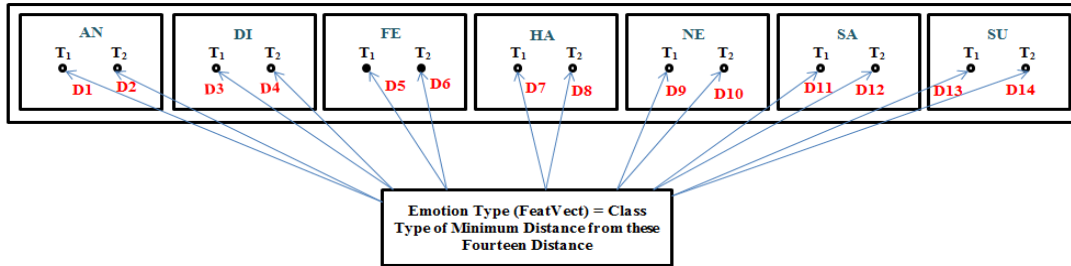 AN DI FE HA NE SA SU
T1 T2 T1 T2 T1 T2 T1 T2 T1 T2 T1 T2 T1 T2
D1 D2 D3 D4 D5 D6 D7 D8 D9 D10 D11 D12 D13 D14
Emotion Type (FeatVect) = Class
Type of Minimum Distance from these
Fourteen Distance